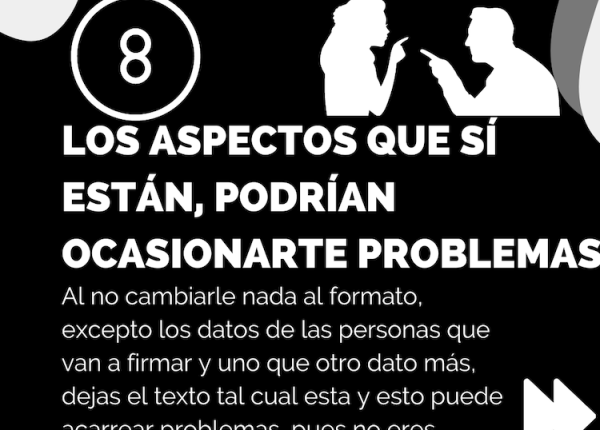 8
LOS ASPECTOS QUE SÍ
ESTÁN, PODRÍAN
OCASIONARTE PROBLEMAS
Al no cambiarle nada al formato,
excepto los datos de las personas que
van a firmar y uno que otro dato más,
dejas el texto tal cual esta y esto puede
acarrear problemas, pues no eres